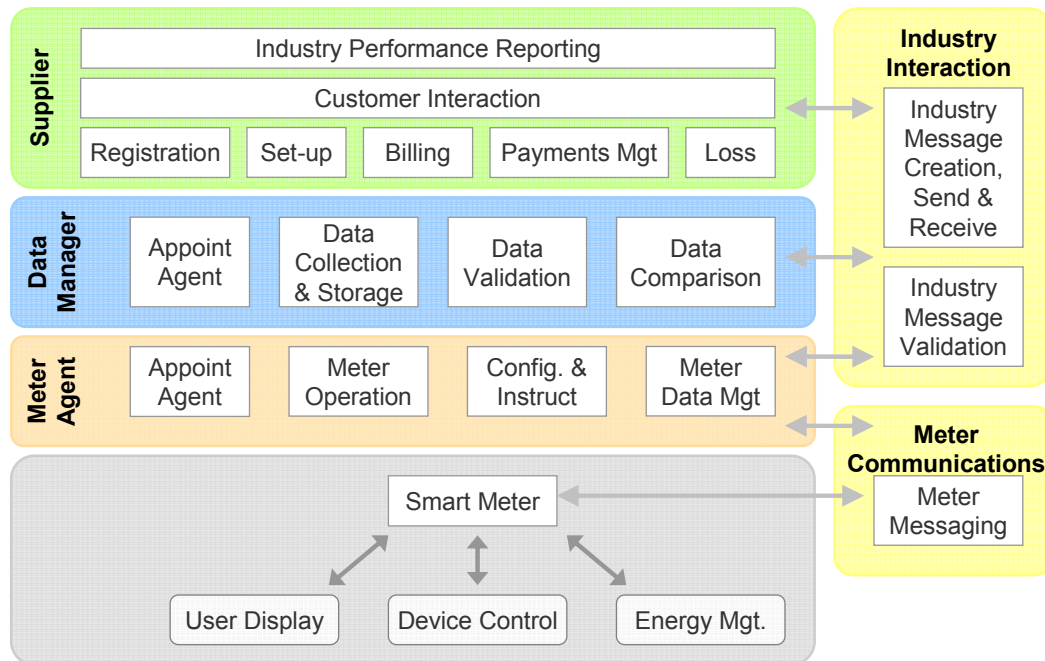 Supplier
Industry Performance Reporting
Customer Interaction
Registration
Set-up
Billing
Payments Mgt
Loss
Data
Manager
Appoint
Agent
Data
Collection
& Storage
Data
Validation
Data
Comparison
Meter
Agent
Appoint
Agent
Meter
Operation
Config. &
Instruct
Meter
Data Mgt
Smart Meter
User Display
Device Control
Energy Mgt.
Industry
Interaction
Industry
Message
Creation,
Send &
Receive
Industry
Message
Validation
Meter
Communications
Meter
Messaging